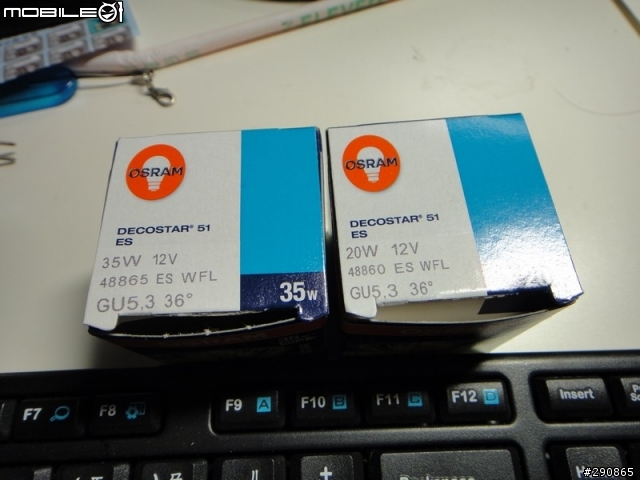 MOBILE01
ELEVEN
OSRAM
DECOSTAR® 51
ES
35W 12V
48865 ES WFL
GU5,3 36°
35W
OSRAM
DECOSTAR® 51
ES
20W 12V
48860 ES WFL
GU5,3 36°
F7
F8
F9 A
F10 B
F11 C
F12 D
Insert
#290865